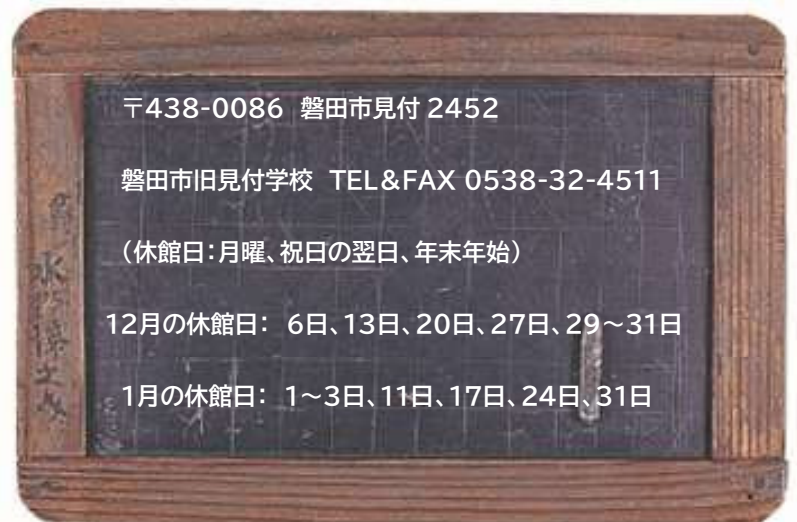 〒438-0086 磐田市見付 2452
磐田市旧見付学校 TEL&FAX 0538-32-4511
（休館日：月曜、祝日の翌日、年末年始）
12月の休館日： 6日、13日、20日、27日、29～31日
1月の休館日： 1～3日、11日、17日、24日、31日